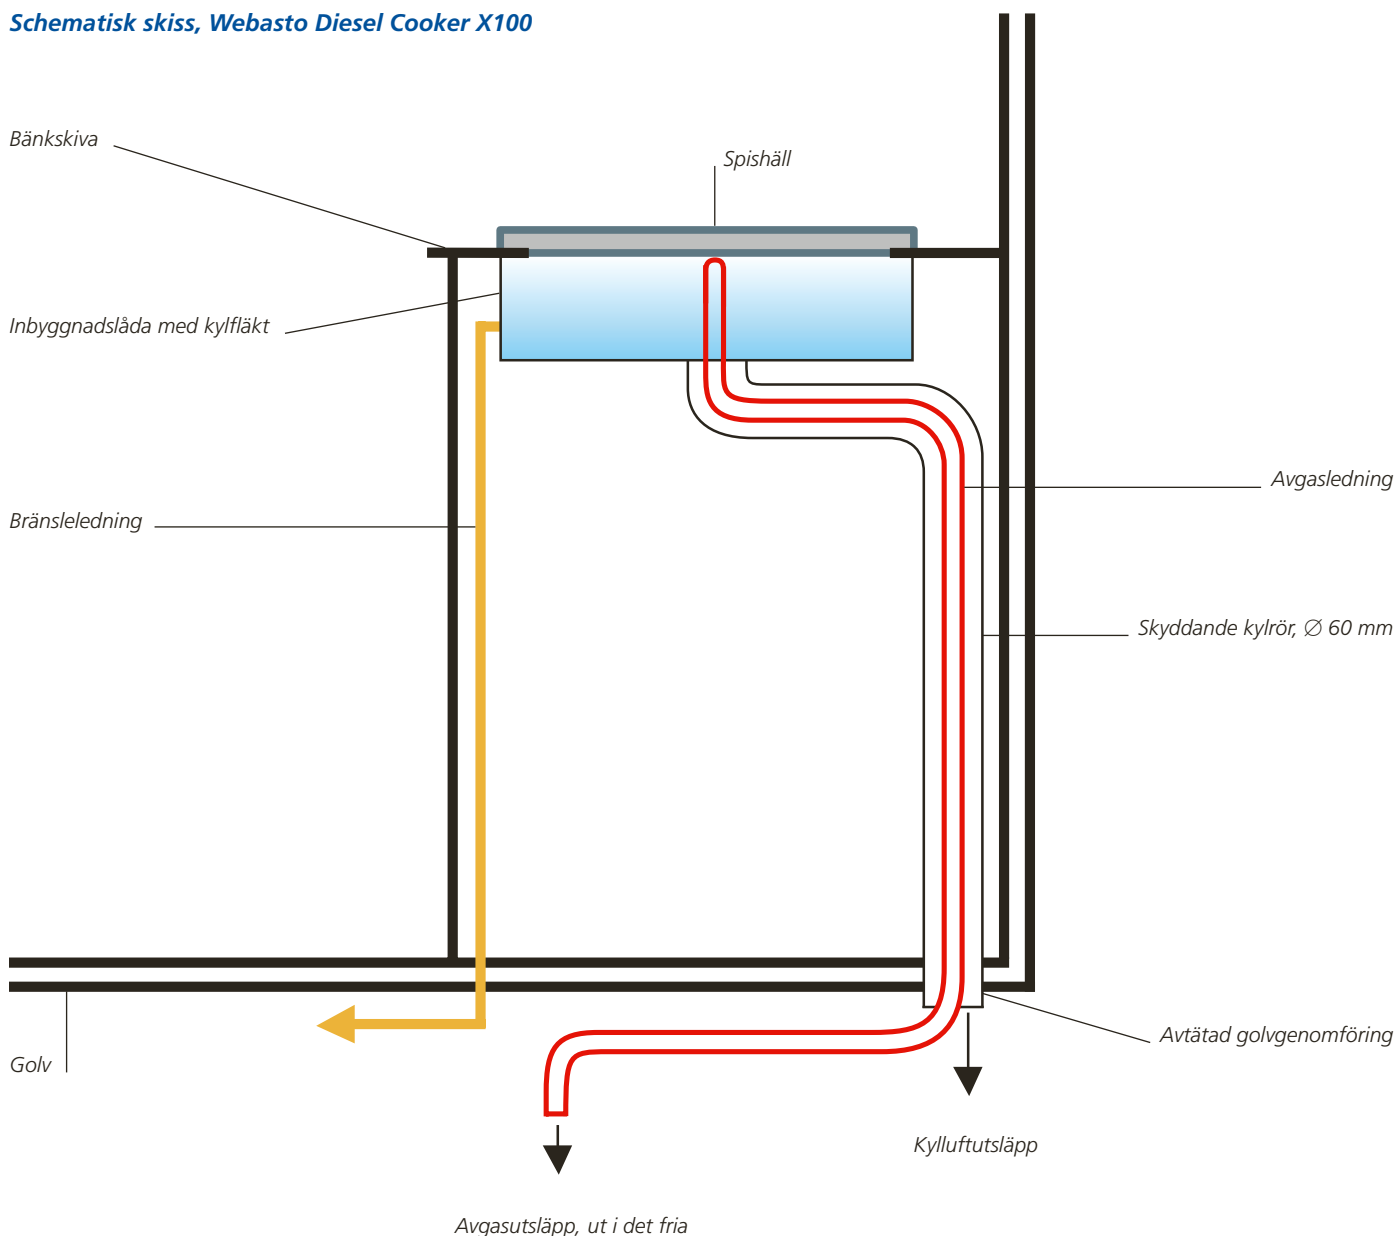 Schematisk skiss, Webasto Diesel Cooker X100
Bänkskiva
Spishäll
Inbyggnadslåda med kylfläkt
Avgasledning
Bränsleledning
Skyddande kylrör, ∅ 60 mm
Avtätad golvgenomföring
Golv
Kylluftutsläpp
Avgasutsläpp, ut i det fria